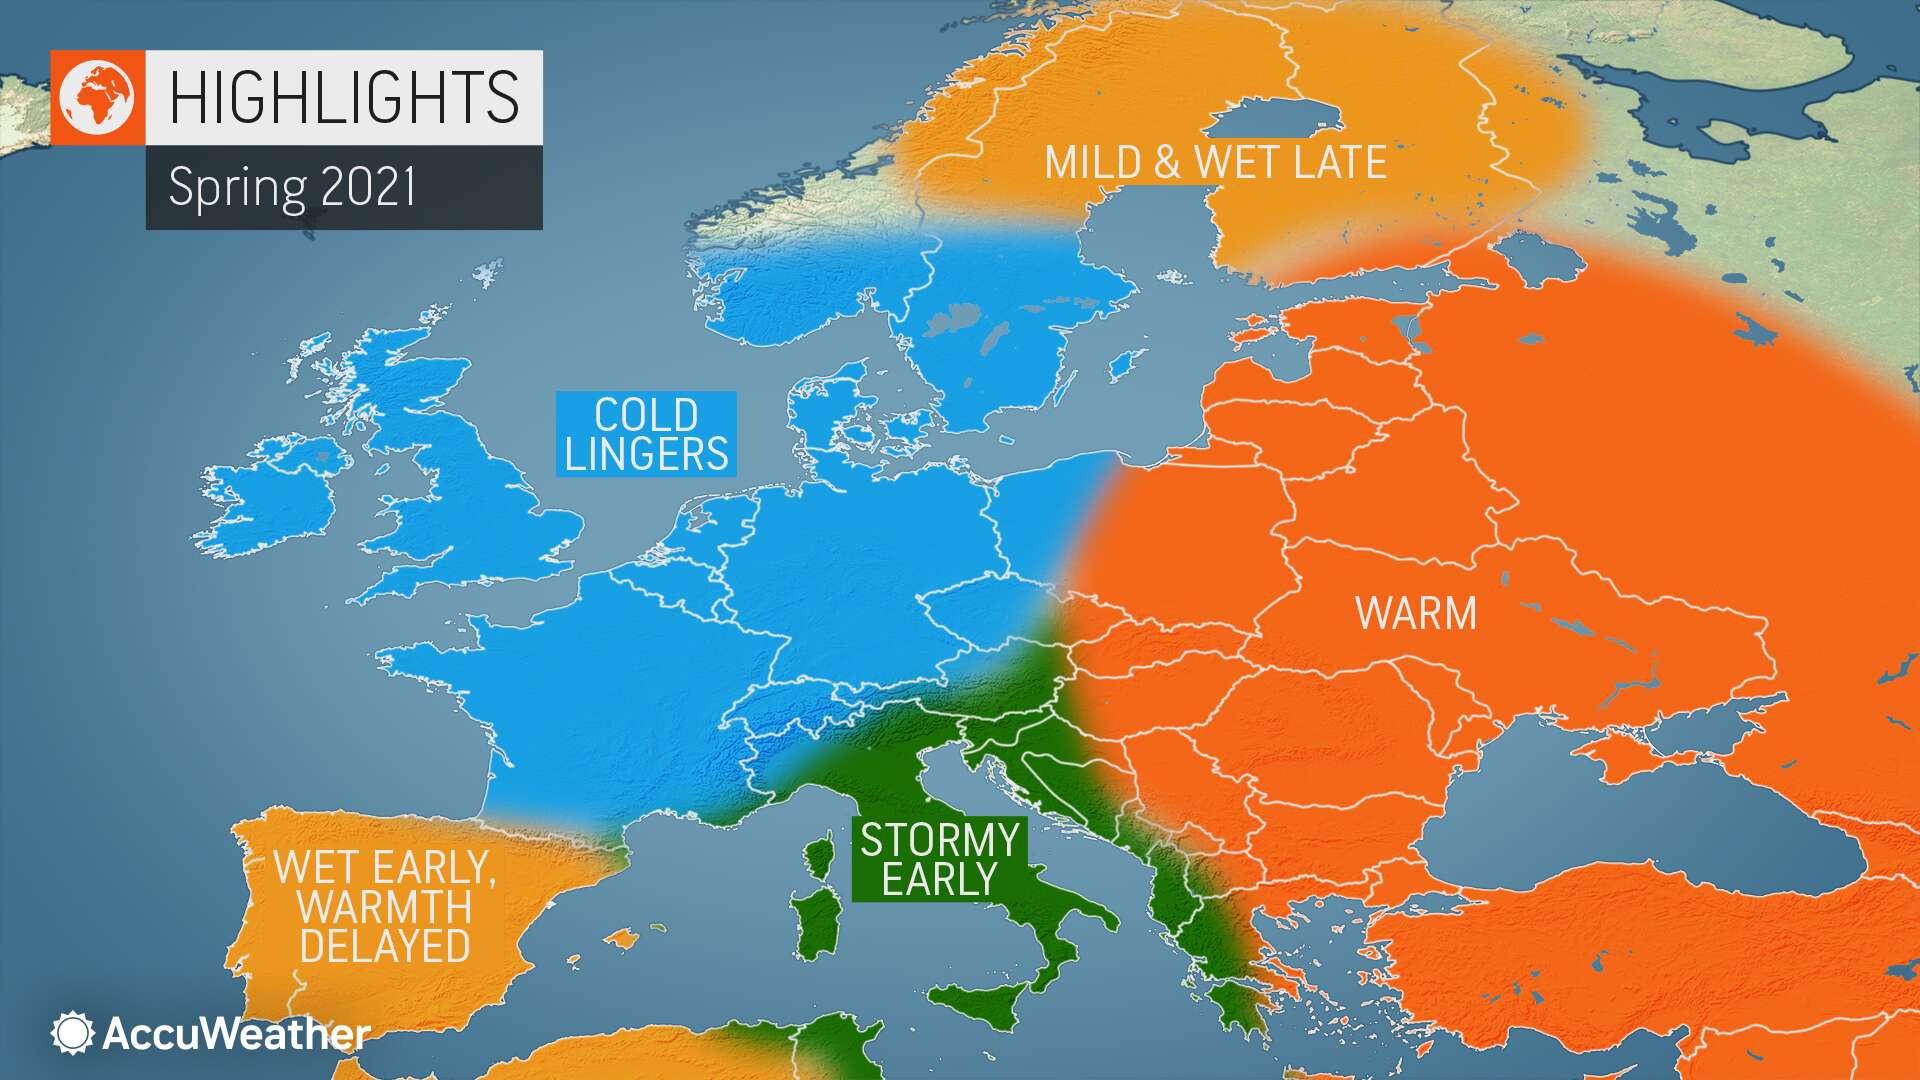 HIGHLIGHTS
Spring 2021
MILD & WET LATE
COLD
LINGERS
WARM
STORMY
EARLY
WET EARLY,
WARMTH
DELAYED
AccuWeather